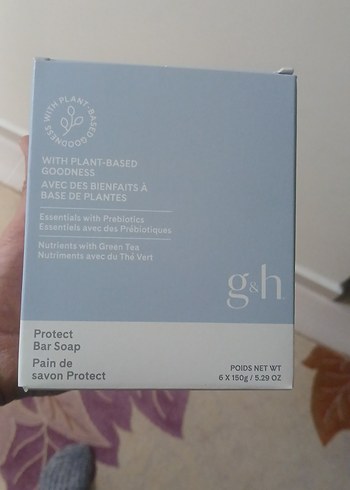 WITH PLANT-BASED GOODNESS
WITH PLANT-BASED
GOODNESS
AVEC DES BIENFAITS À
BASE DE PLANTES
Essentials with Prebiotics
Essentiels avec des Prébiotiques
Nutrients with Green Tea
Nutriments avec du Thé Vert
g&h
Protect
Bar Soap
Pain de
savon Protect
POIDS NET WT
6 X 150g / 5.29 OZ